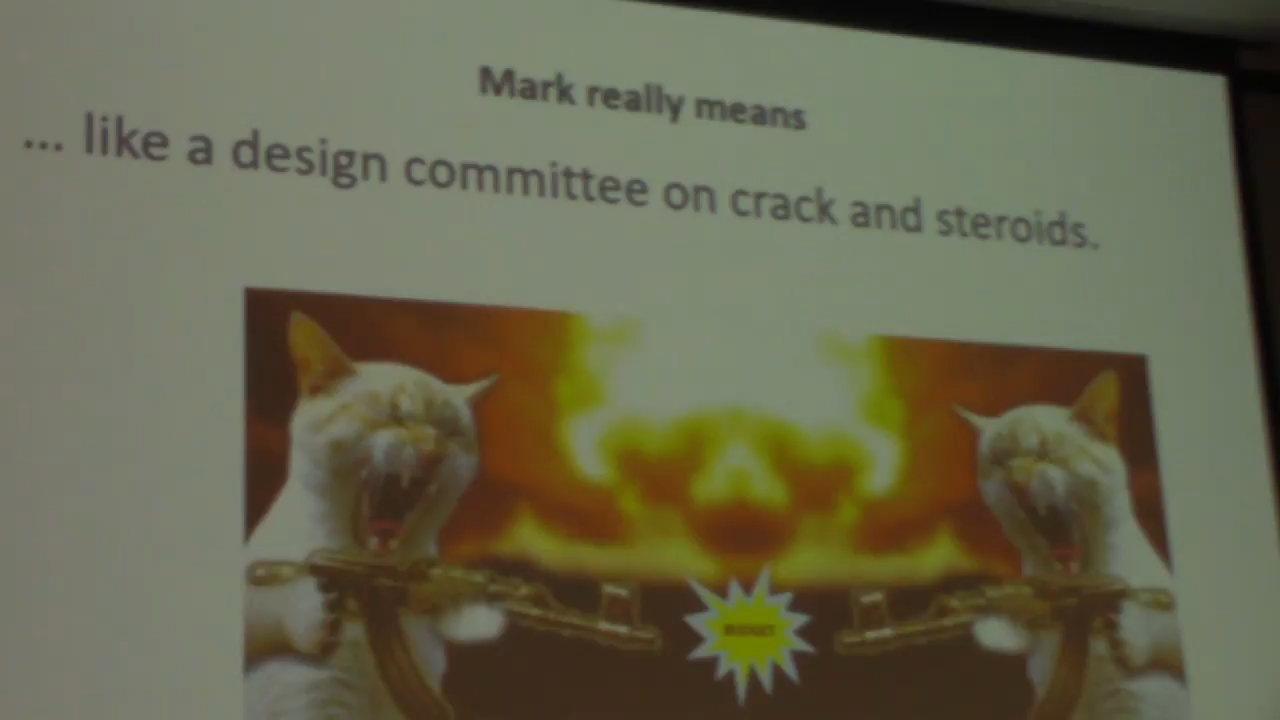 Mark really means
... like a design committee on crack and steroids.